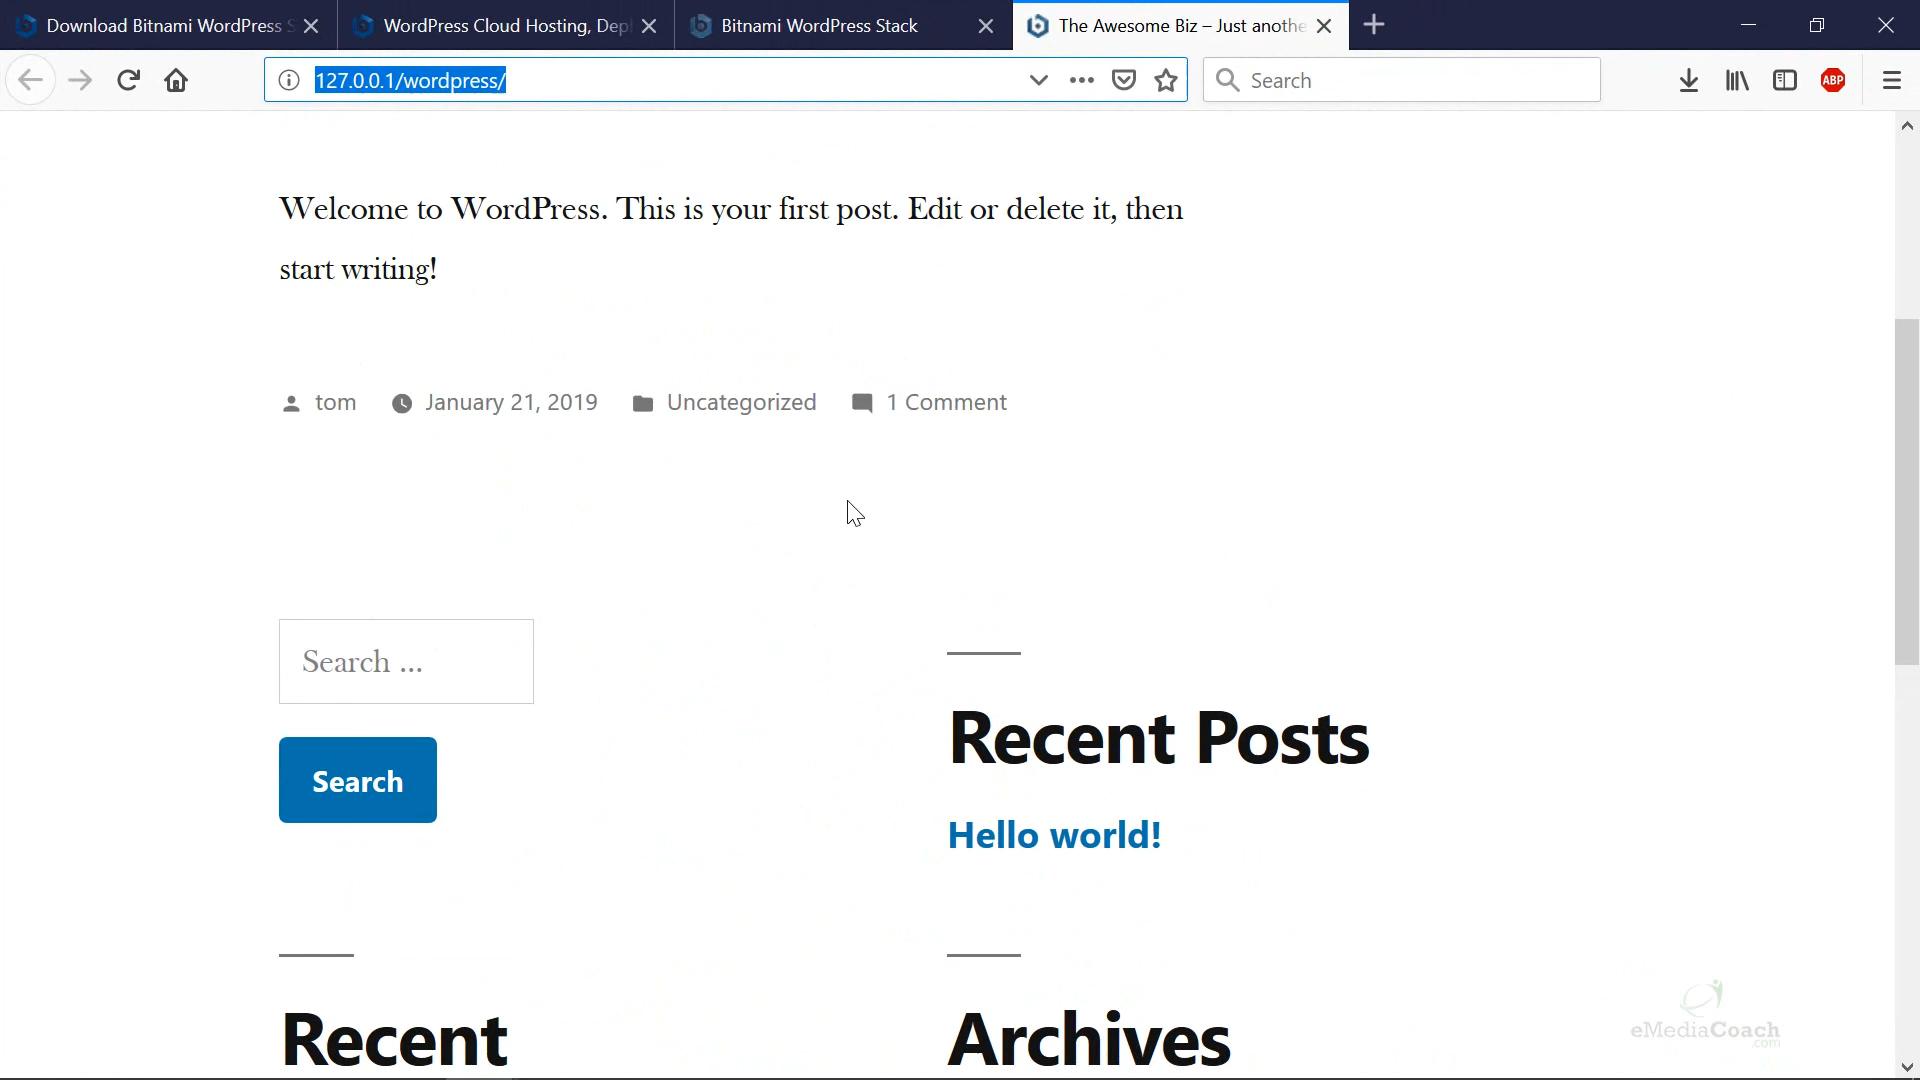 Download Bitnami WordPress S
WordPress Cloud Hosting, Dep
Bitnami WordPress Stack
The Awesome Biz – Just anothe
127.0.0.1/wordpress/
Search
ABP
Welcome to WordPress. This is your first post. Edit or delete it, then
start writing!
tom
January 21, 2019
Uncategorized
1 Comment
Search ...
Search
Recent Posts
Hello world!
Recent
Archives
eMediaCoach
.com